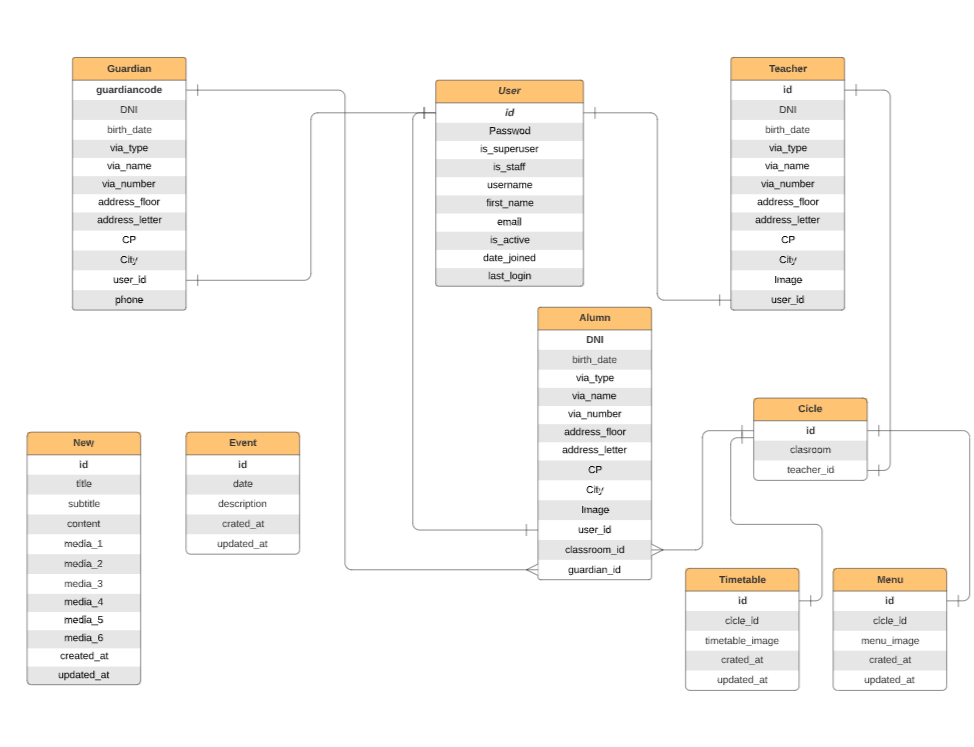 Guardian
guardiancode
DNI
birth_date
via_type
via_name
via_number
address_floor
address_letter
CP
City
user_id
phone
User
id
Passwod
is_superuser
is_staff
username
first_name
email
is_active
date_joined
last_login
Teacher
id
DNI
birth_date
via_type
via_name
via_number
address_floor
address_letter
CP
City
Image
user_id
Alumn
DNI
birth_date
via_type
via_name
via_number
address_floor
address_letter
CP
City
Image
user_id
classroom_id
guardian_id
Cicle
id
clasroom
teacher_id
New
id
title
subtitle
content
media_1
media_2
media_3
media_4
media_5
media_6
created_at
updated_at
Event
id
date
description
crated_at
updated_at
Timetable
id
cicle_id
timetable_image
crated_at
updated_at
Menu
id
cicle_id
menu_image
crated_at
updated_at